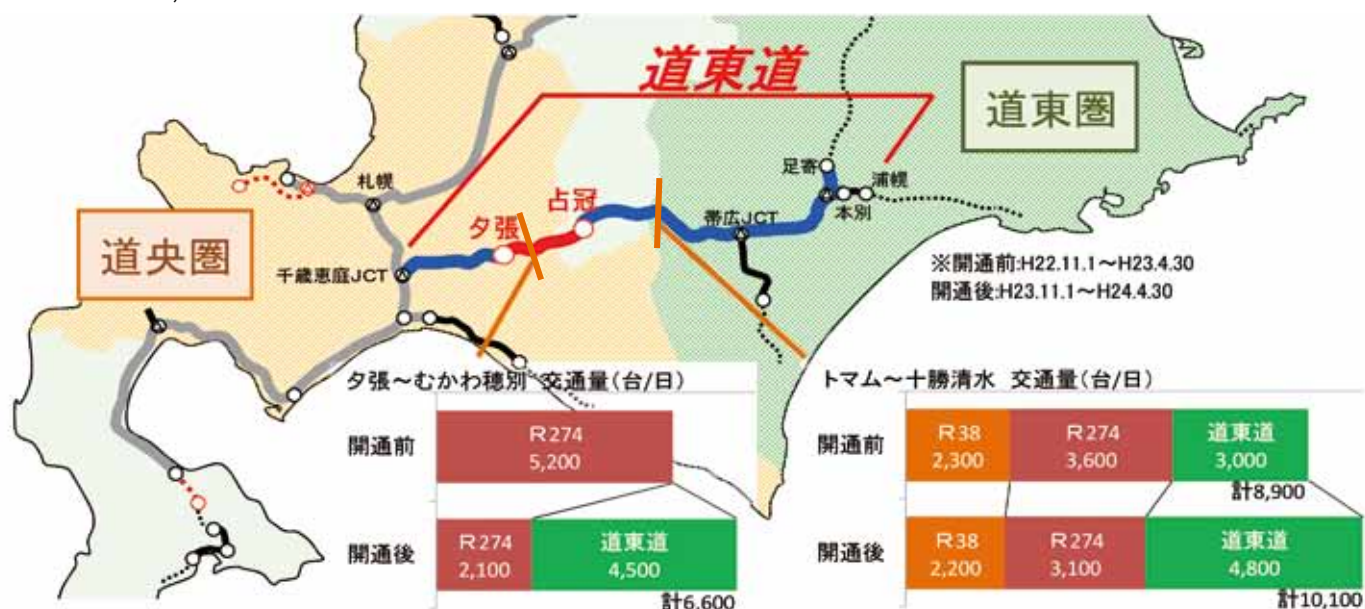 道東道
道東圏
足寄
浦幌
札幌
占冠
本別
夕張
帯広JCT
道央圏
千歳恵庭JCT
※開通前:H22.11.1～H23.4.30
開通後:H23.11.1～H24.4.30
夕張～むかわ穂別 交通量(台/日)
開通前
R274
5,200
開通後
R274
2,100
道東道
4,500
計6,600
トマム～十勝清水 交通量(台/日)
開通前
R38
2,300
R274
3,600
道東道
3,000
計8,900
開通後
R38
2,200
R274
3,100
道東道
4,800
計10,100